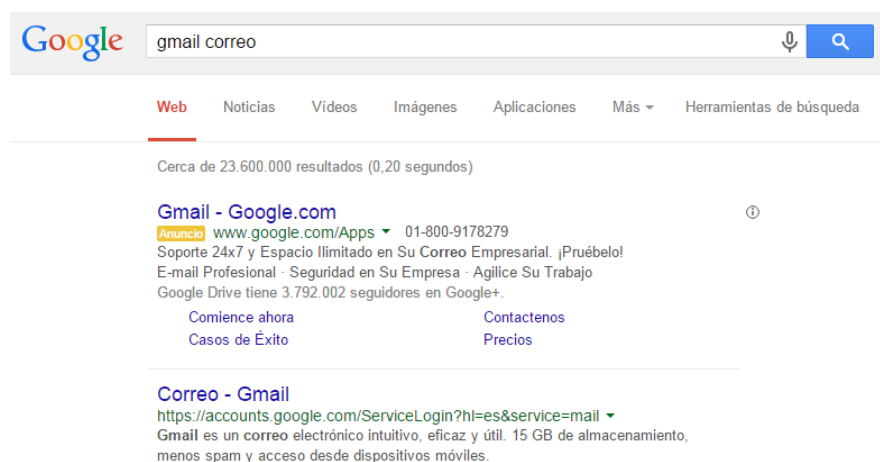 Google gmail correo
Web Noticias Vídeos Imágenes Aplicaciones Más Herramientas de búsqueda
Cerca de 23.600.000 resultados (0,20 segundos)
Gmail - Google.com
Anuncio www.google.com/Apps 01-800-9178279
Soporte 24x7 y Espacio Ilimitado en Su Correo Empresarial. ¡Pruébelo!
E-mail Profesional · Seguridad en Su Empresa · Agilice Su Trabajo
Google Drive tiene 3.792.002 seguidores en Google+.
Comience ahora Contactenos
Casos de Éxito Precios
Correo - Gmail
https://accounts.google.com/ServiceLogin?hl=es&service=mail
Gmail es un correo electrónico intuitivo, eficaz y útil. 15 GB de almacenamiento,
menos spam y acceso desde dispositivos móviles.